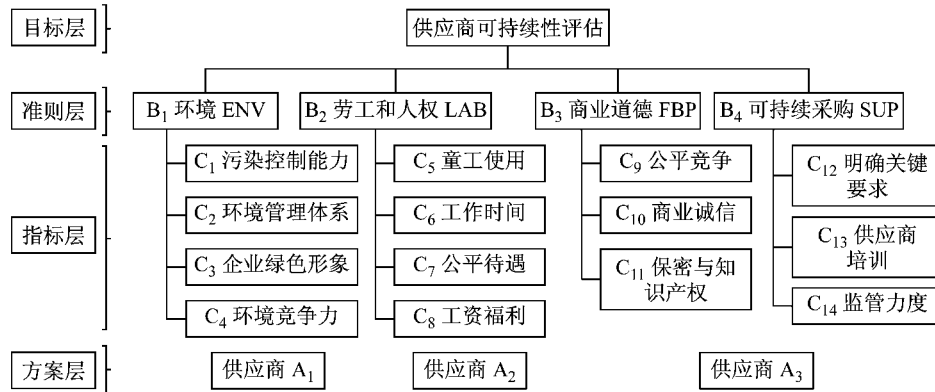 目标层
供应商可持续性评估
准则层
B₁ 环境 ENV
B₂ 劳工和人权 LAB
B₃ 商业道德 FBP
B₄ 可持续采购 SUP
指标层
C₁ 污染控制能力
C₂ 环境管理体系
C₃ 企业绿色形象
C₄ 环境竞争力
C₅ 童工使用
C₆ 工作时间
C₇ 公平待遇
C₈ 工资福利
C₉ 公平竞争
C₁₀ 商业诚信
C₁₁ 保密与知
识产权
C₁₂ 明确关键
要求
C₁₃ 供应商
培训
C₁₄ 监管力度
方案层
供应商 A₁
供应商 A₂
供应商 A₃